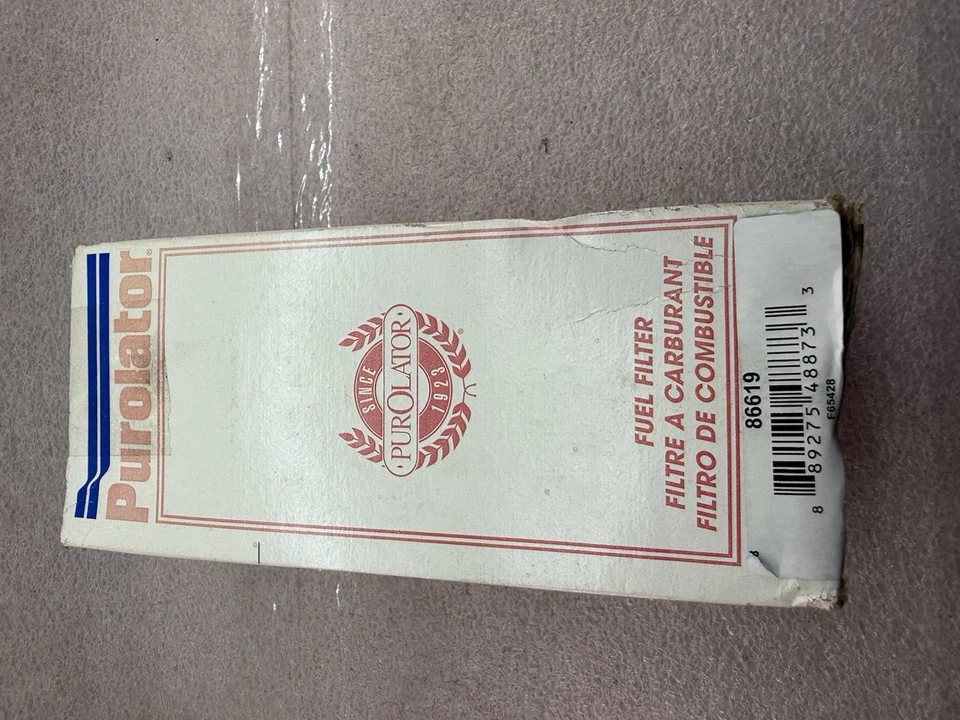 Purolator®
SINCE
PUROLATOR®
1923
FUEL FILTER
FILTRE À CARBURANT
FILTRO DE COMBUSTIBLE
86619
8 89275 48873 3
F65428